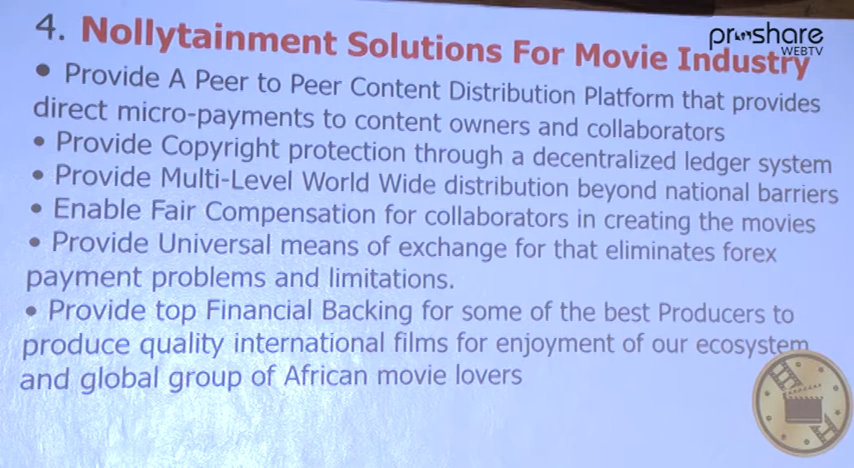 proshare
WEBTV
4. Nollytainment Solutions For Movie Industry
• Provide A Peer to Peer Content Distribution Platform that provides
direct micro-payments to content owners and collaborators
• Provide Copyright protection through a decentralized ledger system
• Provide Multi-Level World Wide distribution beyond national barriers
• Enable Fair Compensation for collaborators in creating the movies
• Provide Universal means of exchange for that eliminates forex
payment problems and limitations.
• Provide top Financial Backing for some of the best Producers to
produce quality international films for enjoyment of our ecosystem
and global group of African movie lovers